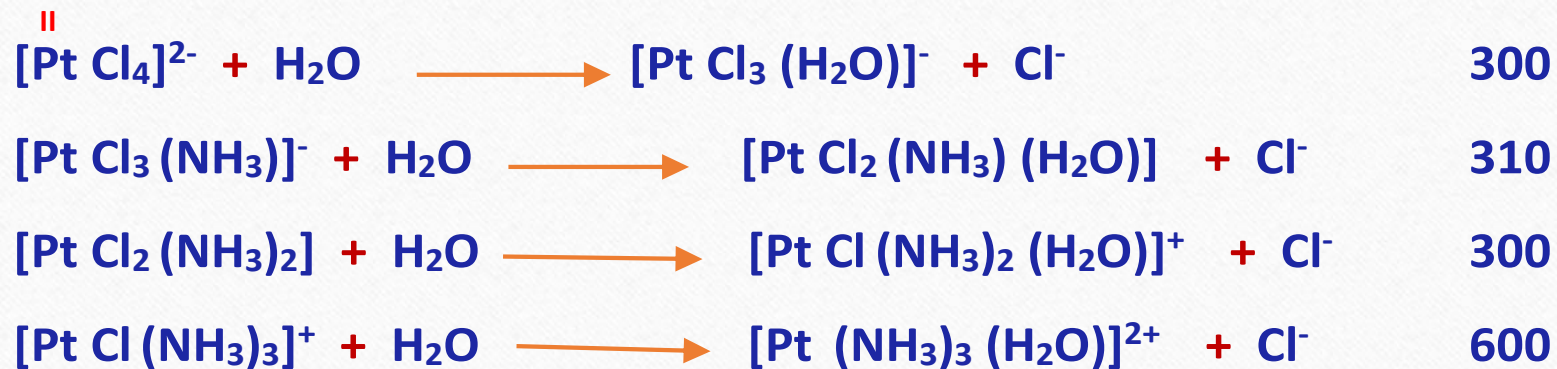 II
[Pt Cl₄]²⁻ + H₂O → [Pt Cl₃ (H₂O)]⁻ + Cl⁻ 300
[Pt Cl₃ (NH₃)]⁻ + H₂O → [Pt Cl₂ (NH₃) (H₂O)] + Cl⁻ 310
[Pt Cl₂ (NH₃)₂] + H₂O → [Pt Cl (NH₃)₂ (H₂O)]⁺ + Cl⁻ 300
[Pt Cl (NH₃)₃]⁺ + H₂O → [Pt (NH₃)₃ (H₂O)]²⁺ + Cl⁻ 600